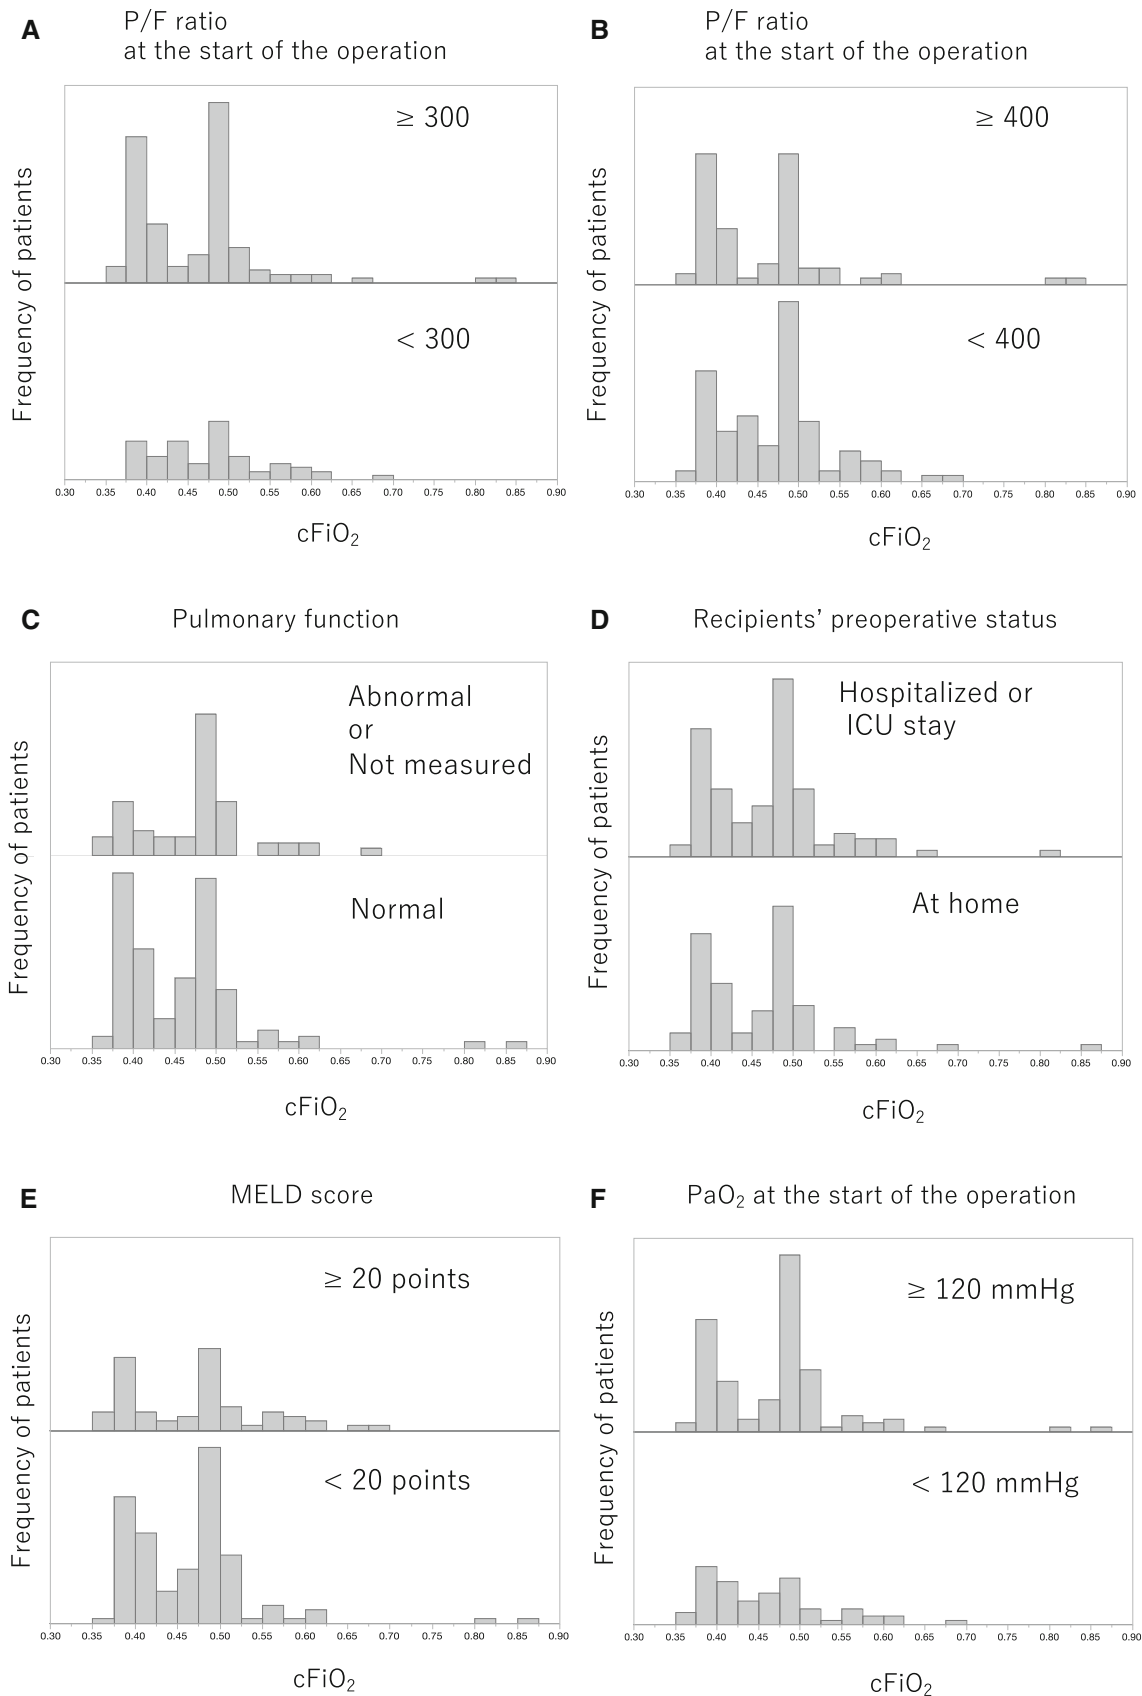 A
P/F ratio
at the start of the operation
Frequency of patients
≥ 300
< 300
0.30 0.35 0.40 0.45 0.50 0.55 0.60 0.65 0.70 0.75 0.80 0.85 0.90
cFiO₂
B
P/F ratio
at the start of the operation
Frequency of patients
≥ 400
< 400
0.30 0.35 0.40 0.45 0.50 0.55 0.60 0.65 0.70 0.75 0.80 0.85 0.90
cFiO₂
C
Pulmonary function
Frequency of patients
Abnormal
or
Not measured
Normal
0.30 0.35 0.40 0.45 0.50 0.55 0.60 0.65 0.70 0.75 0.80 0.85 0.90
cFiO₂
D
Recipients’ preoperative status
Frequency of patients
Hospitalized or
ICU stay
At home
0.30 0.35 0.40 0.45 0.50 0.55 0.60 0.65 0.70 0.75 0.80 0.85 0.90
cFiO₂
E
MELD score
Frequency of patients
≥ 20 points
< 20 points
0.30 0.35 0.40 0.45 0.50 0.55 0.60 0.65 0.70 0.75 0.80 0.85 0.90
cFiO₂
F
PaO₂ at the start of the operation
Frequency of patients
≥ 120 mmHg
< 120 mmHg
0.30 0.35 0.40 0.45 0.50 0.55 0.60 0.65 0.70 0.75 0.80 0.85 0.90
cFiO₂